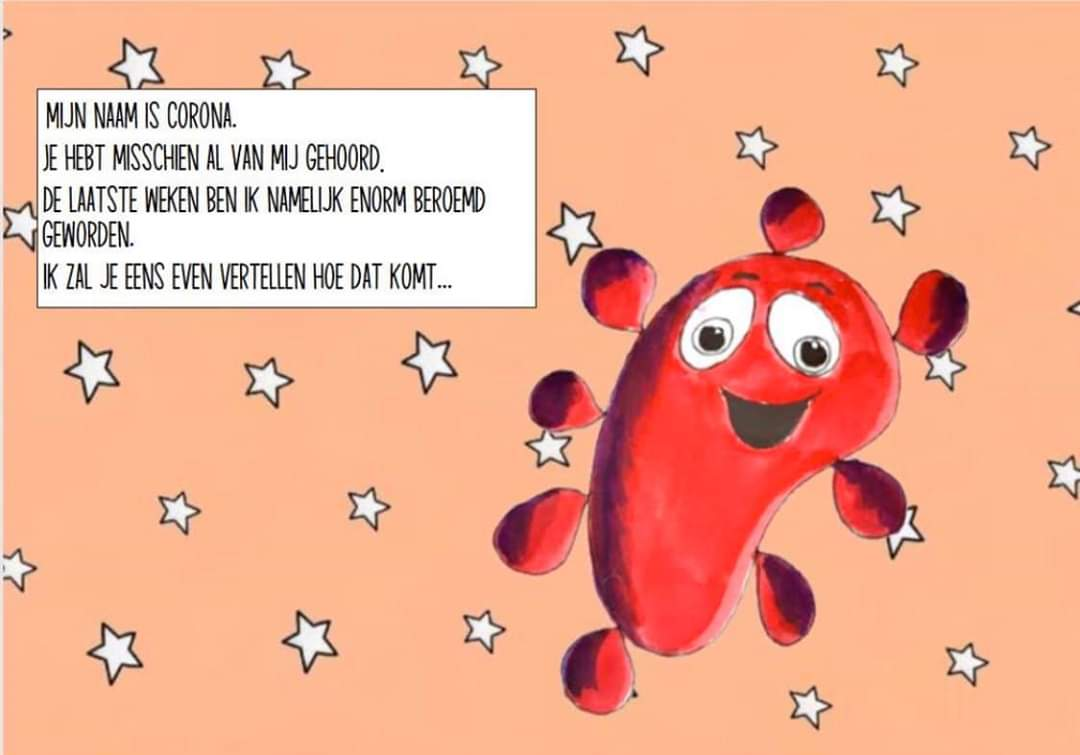 MIJN NAAM IS CORONA.
JE HEBT MISSCHIEN AL VAN MIJ GEHOORD.
DE LAATSTE WEKEN BEN IK NAMELIJK ENORM BEROEMD
GEWORDEN.
IK ZAL JE EENS EVEN VERTELLEN HOE DAT KOMT...